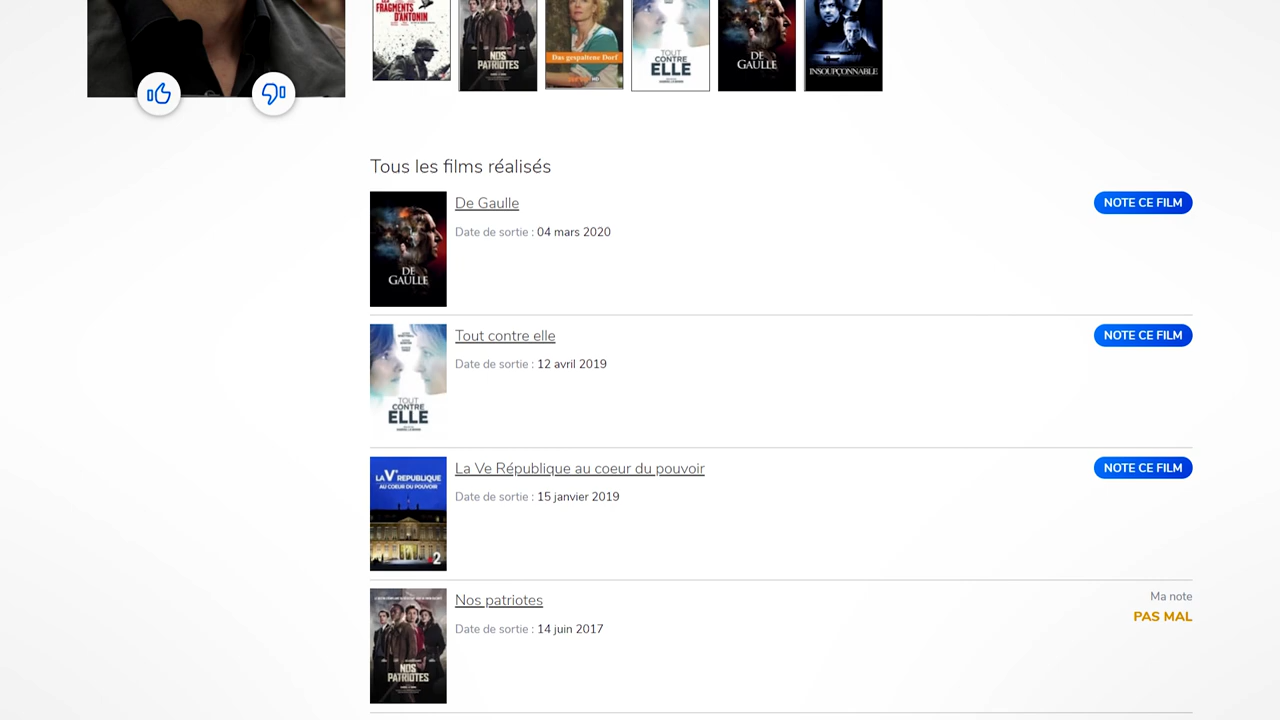 FRAGMENTS
D'ANTONIN
NOS
PATRIOTES
Das gespaltene Dorf
HD
TOUT
CONTRE
ELLE
DE
GAULLE
INSOUPÇONNABLE
Tous les films réalisés
DE
GAULLE
De Gaulle
NOTE CE FILM
Date de sortie : 04 mars 2020
TOUT
CONTRE
ELLE
Tout contre elle
NOTE CE FILM
Date de sortie : 12 avril 2019
LA Ve REPUBLIQUE
AU COEUR DU POUVOIR
2
La Ve République au coeur du pouvoir
NOTE CE FILM
Date de sortie : 15 janvier 2019
NOS
PATRIOTES
Nos patriotes
Ma note
PAS MAL
Date de sortie : 14 juin 2017